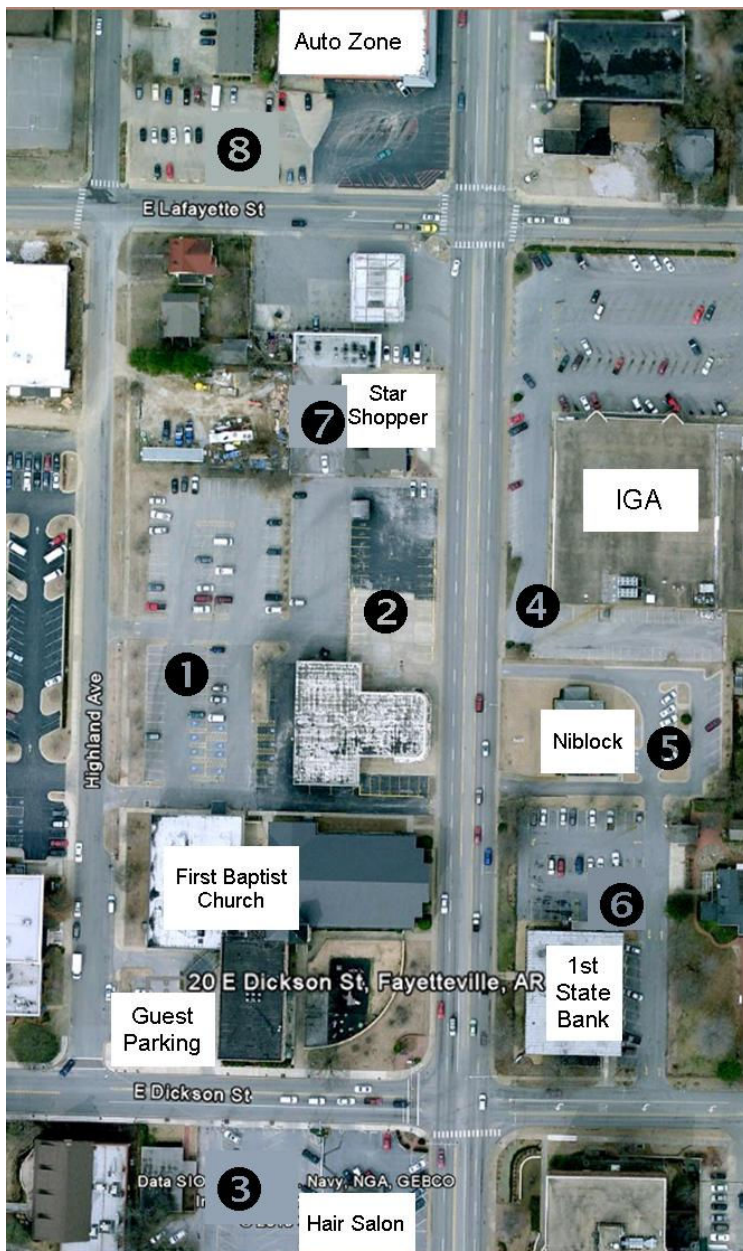 Auto Zone
8
E Lafayette St
7
Star
Shopper
IGA
2
4
1
Highland Ave
Niblock
5
First Baptist
Church
6
20 E Dickson St, Fayetteville, AR
1st
State
Bank
Guest
Parking
E Dickson St
Data SIO
Navy, NGA, GEBCO
3
Hair Salon